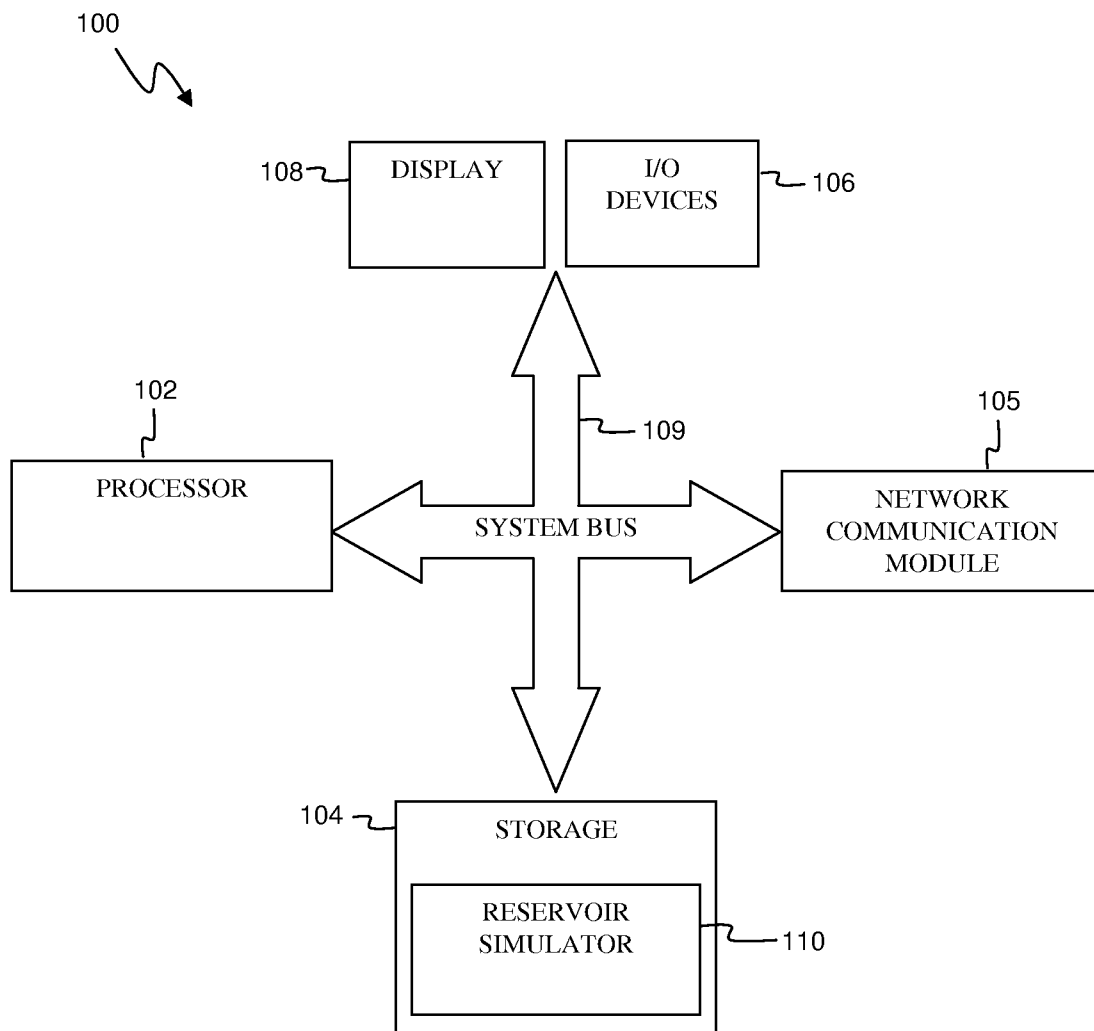 100
108
DISPLAY
I/O
DEVICES
106
102
109
105
PROCESSOR
SYSTEM BUS
NETWORK
COMMUNICATION
MODULE
104
STORAGE
RESERVOIR
SIMULATOR
110